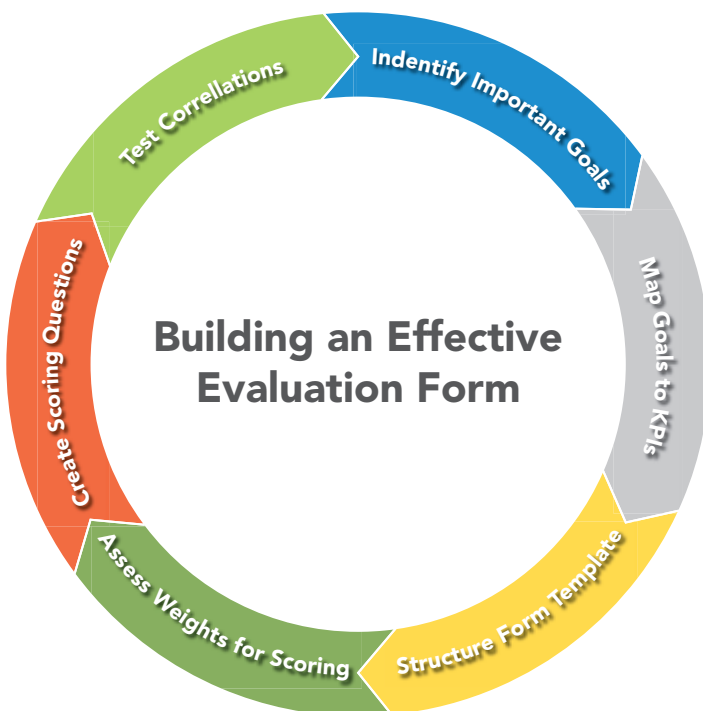 Building an Effective
Evaluation Form
Indentify Important Goals
Map Goals to KPIs
Structure Form Template
Assess Weights for Scoring
Create Scoring Questions
Test Correllations